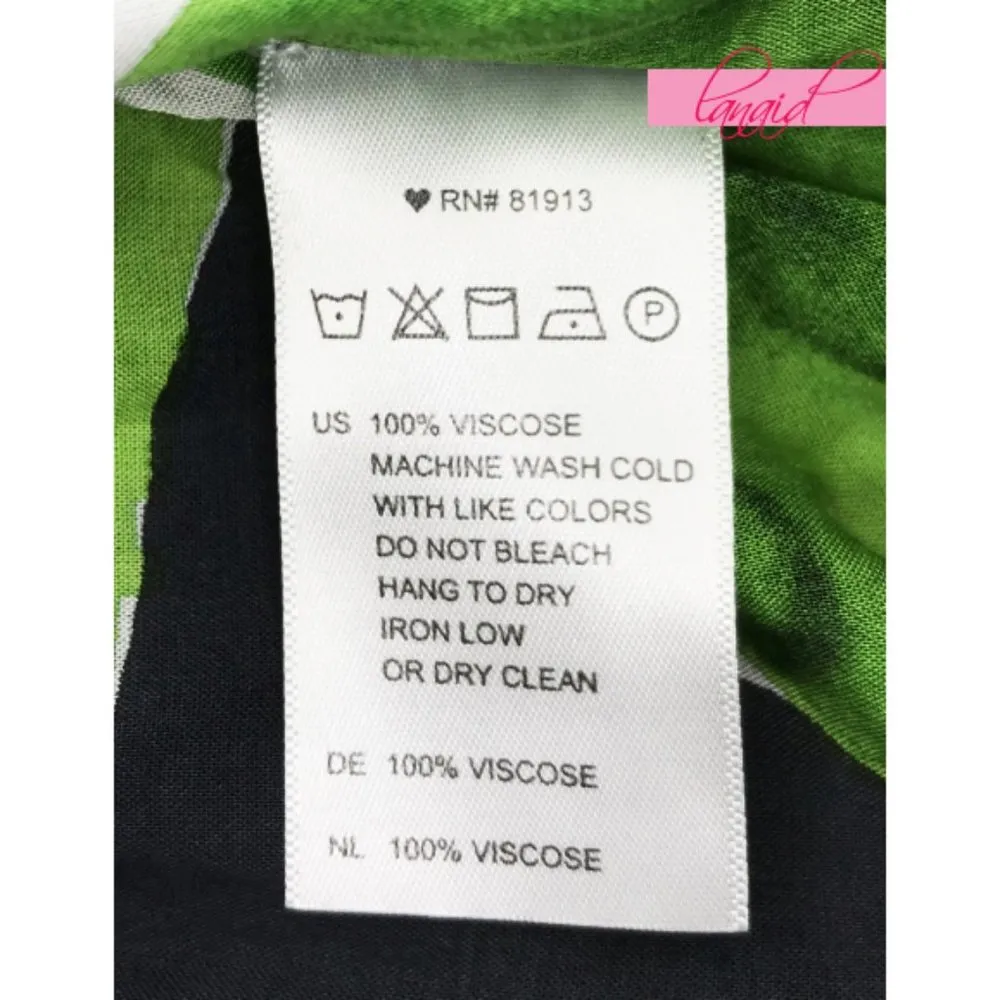 lanaid
♥ RN# 81913
P
US 100% VISCOSE
MACHINE WASH COLD
WITH LIKE COLORS
DO NOT BLEACH
HANG TO DRY
IRON LOW
OR DRY CLEAN
DE 100% VISCOSE
NL 100% VISCOSE